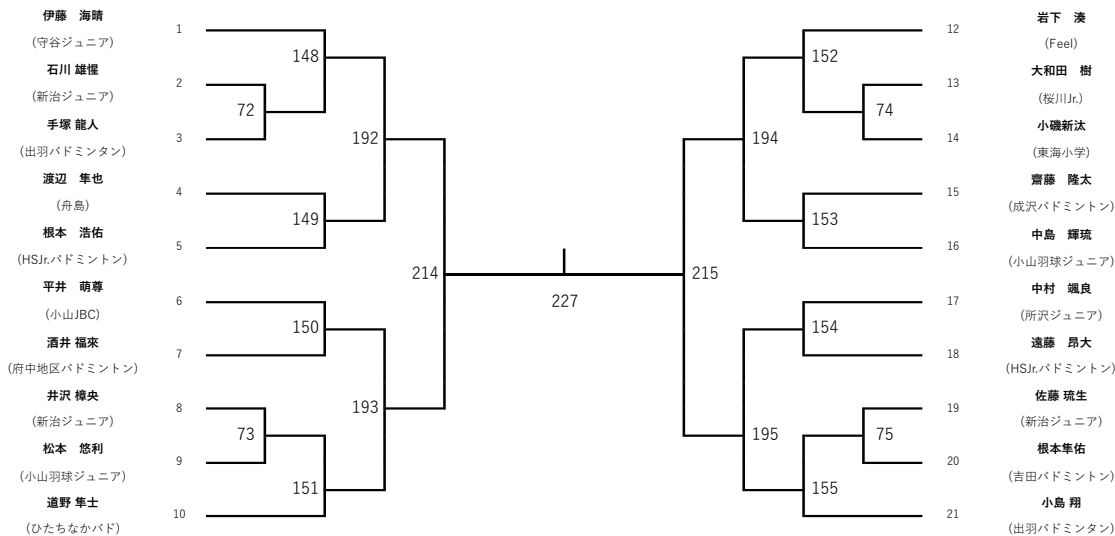 伊藤　海晴
1
(守谷ジュニア)
石川 雄惺
2
(新治ジュニア)
手塚 龍人
3
(出羽バドミンタン)
渡辺　隼也
4
(舟島)
根本　浩佑
5
(HSJr.バドミントン)
平井　萌尊
6
(小山JBC)
酒井 福來
7
(府中地区バドミントン)
井沢 樟央
8
(新治ジュニア)
松本　悠利
9
(小山羽球ジュニア)
道野 隼士
10
(ひたちなかバド)
148
72
192
149
214
150
193
73
151
227
152
74
194
153
215
154
195
75
155
岩下　湊
12
(Feel)
大和田　樹
13
(桜川Jr.)
小磯新汰
14
(東海小学)
齋藤　隆太
15
(成沢バドミントン)
中島　輝琉
16
(小山羽球ジュニア)
中村　颯良
17
(所沢ジュニア)
遠藤　昂大
18
(HSJr.バドミントン)
佐藤 琉生
19
(新治ジュニア)
根本隼佑
20
(吉田バドミントン)
小島 翔
21
(出羽バドミンタン)